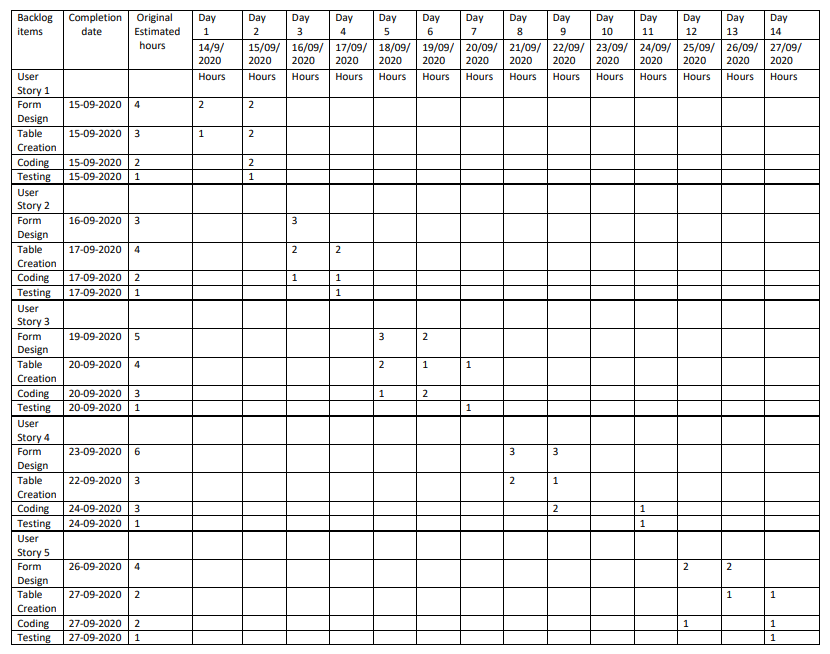 Backlog items Completion date Original Estimated hours Day 1 Day 2 Day 3 Day 4 Day 5 Day 6 Day 7 Day 8 Day 9 Day 10 Day 11 Day 12 Day 13 Day 14
14/9/2020 15/09/2020 16/09/2020 17/09/2020 18/09/2020 19/09/2020 20/09/2020 21/09/2020 22/09/2020 23/09/2020 24/09/2020 25/09/2020 26/09/2020 27/09/2020
User Story 1 Hours Hours Hours Hours Hours Hours Hours Hours Hours Hours Hours Hours Hours Hours
Form Design 15-09-2020 4 2 2
Table Creation 15-09-2020 3 1 2
Coding 15-09-2020 2 2
Testing 15-09-2020 1 1
User Story 2
Form Design 16-09-2020 3 3
Table Creation 17-09-2020 4 2 2
Coding 17-09-2020 2 1 1
Testing 17-09-2020 1 1
User Story 3
Form Design 19-09-2020 5 3 2
Table Creation 20-09-2020 4 2 1 1
Coding 20-09-2020 3 1 2
Testing 20-09-2020 1 1
User Story 4
Form Design 23-09-2020 6 3 3
Table Creation 22-09-2020 3 2 1
Coding 24-09-2020 3 2 1
Testing 24-09-2020 1 1
User Story 5
Form Design 26-09-2020 4 2 2
Table Creation 27-09-2020 2 1 1
Coding 27-09-2020 2 1 1
Testing 27-09-2020 1 1